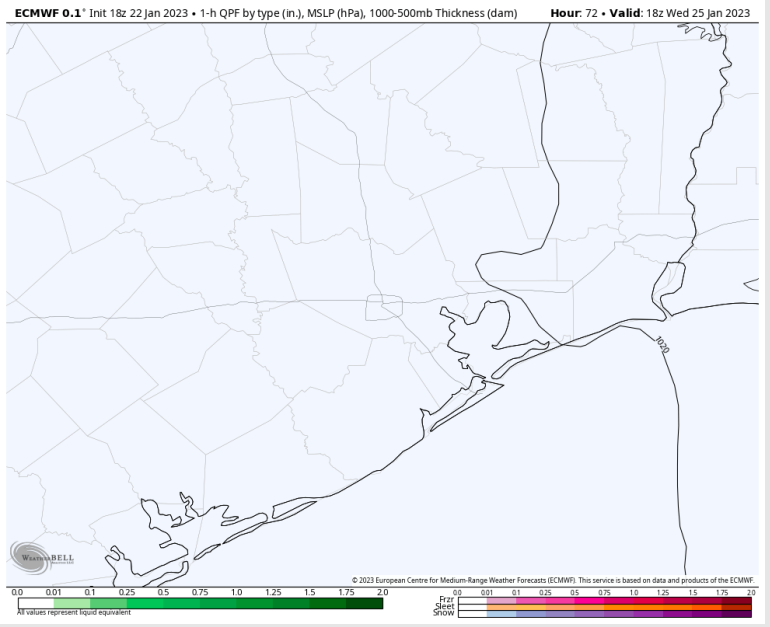 ECMWF 0.1° Init 18z 22 Jan 2023 • 1-h QPF by type (in.), MSLP (hPa), 1000-500mb Thickness (dam) Hour: 72 • Valid: 18z Wed 25 Jan 2023
1020
WEATHERBELL
© 2023 European Centre for Medium-Range Weather Forecasts (ECMWF). This service is based on data and products of the ECMWF.
0.0 0.01 0.1 0.25 0.5 0.75 1.0 1.25 1.5 1.75 2.0
All values represent liquid equivalent
0.0 0.01 0.1 0.25 0.5 0.75 1.0 1.25 1.5 1.75 2.0
Frzr
Sleet
Snow